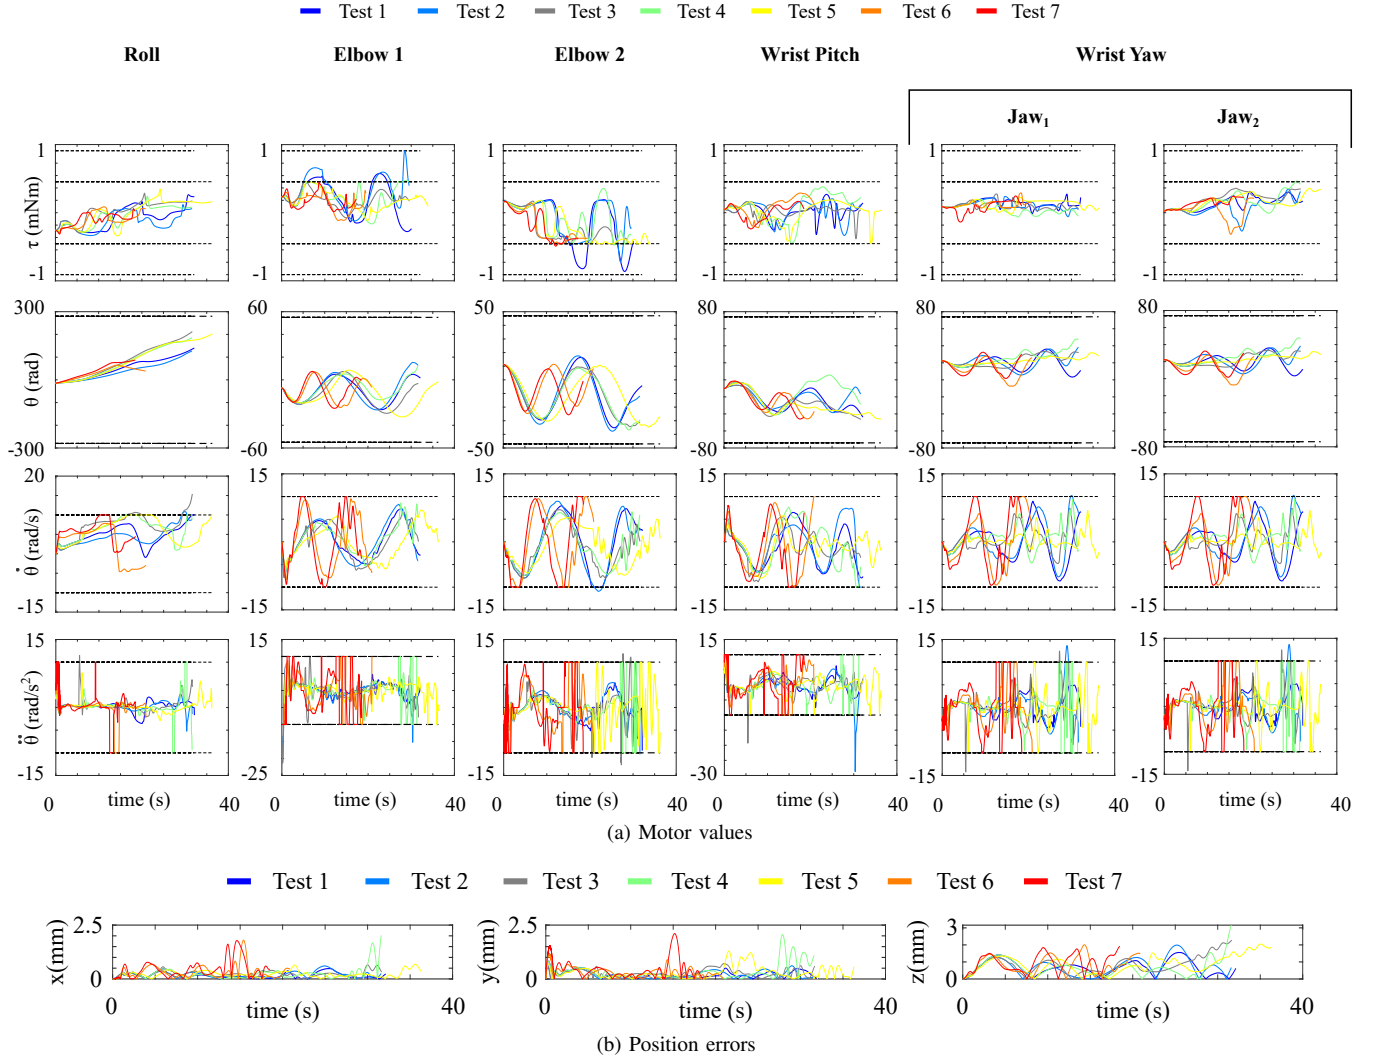 Test 1 Test 2 Test 3 Test 4 Test 5 Test 6 Test 7
Roll Elbow 1 Elbow 2 Wrist Pitch Wrist Yaw
Jaw₁ Jaw₂
1 1 1 1 1 1
τ (mNm)
-1 -1 -1 -1 -1 -1
300 60 50 80 80 80
θ (rad)
-300 -60 -50 -80 -80 -80
20 15 15 15 15 15
θ̇ (rad/s)
-15 -15 -15 -15 -15 -15
15 15 15 15 15 15
θ̈ (rad/s²)
-15 -25 -15 -30 -15 -15
0 time (s) 40 0 time (s) 40 0 time (s) 40 0 time (s) 40 0 time (s) 40 0 time (s) 40
(a) Motor values
Test 1 Test 2 Test 3 Test 4 Test 5 Test 6 Test 7
x(mm) 2.5 0 y(mm) 2.5 0 z(mm) 3 0
0 time (s) 40 0 time (s) 40 0 time (s) 40
(b) Position errors